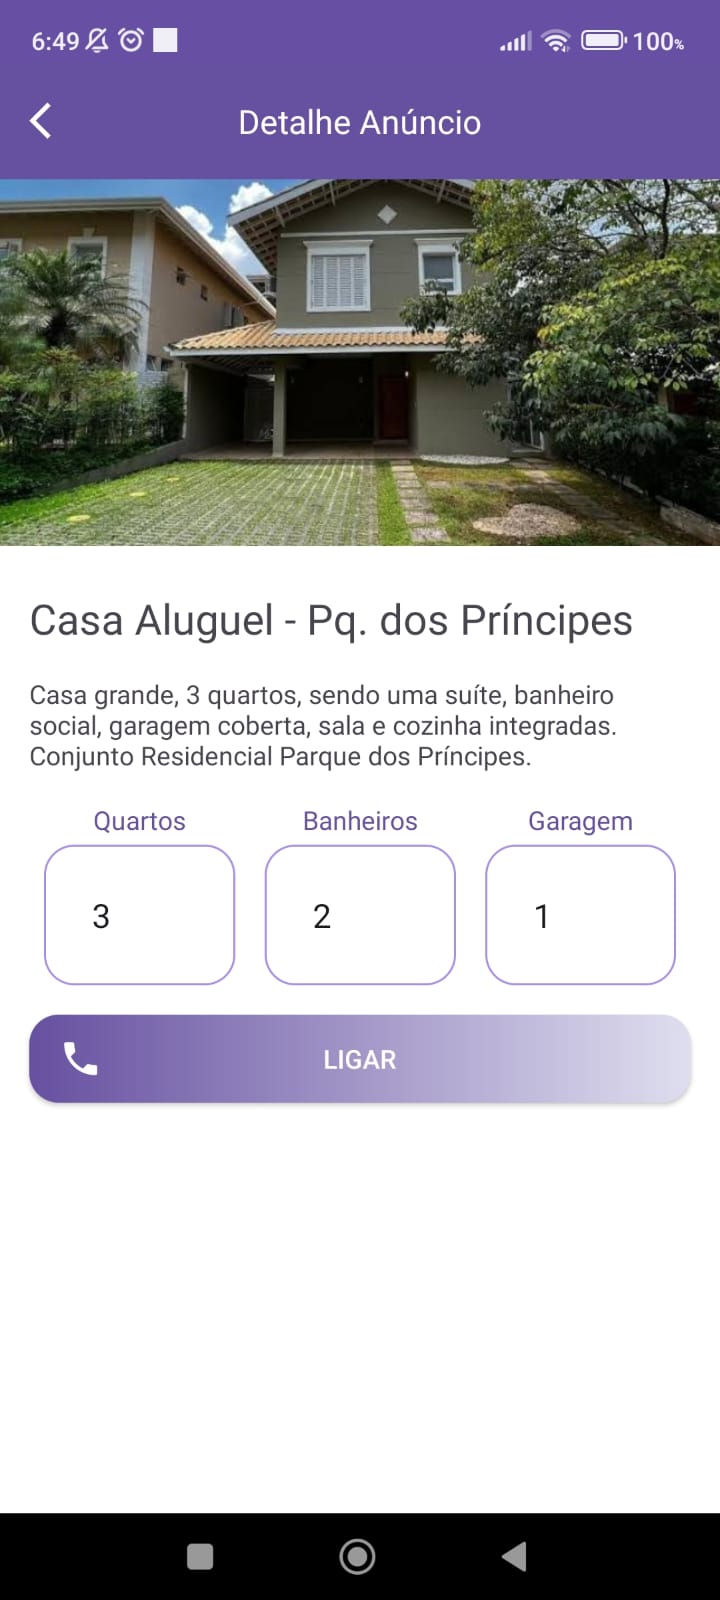 6:49 100%
Detalhe Anúncio
Casa Aluguel - Pq. dos Príncipes
Casa grande, 3 quartos, sendo uma suíte, banheiro
social, garagem coberta, sala e cozinha integradas.
Conjunto Residencial Parque dos Príncipes.
Quartos Banheiros Garagem
3 2 1
LIGAR